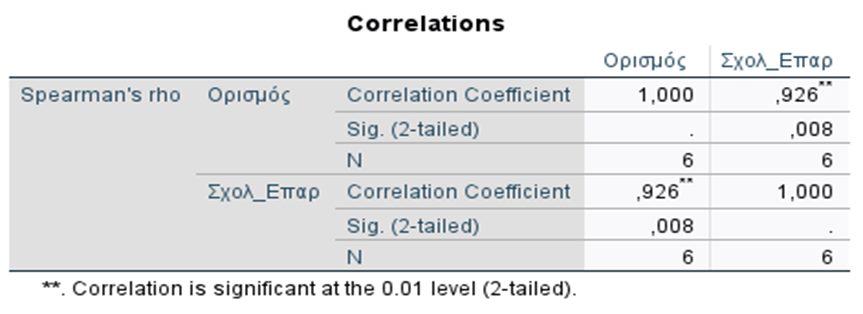 Correlations
Ορισμός Σχολ_Επαρ
Spearman's rho Ορισμός Correlation Coefficient 1,000 ,926**
Sig. (2-tailed) . ,008
N 6 6
Σχολ_Επαρ Correlation Coefficient ,926** 1,000
Sig. (2-tailed) ,008 .
N 6 6
**. Correlation is significant at the 0.01 level (2-tailed).